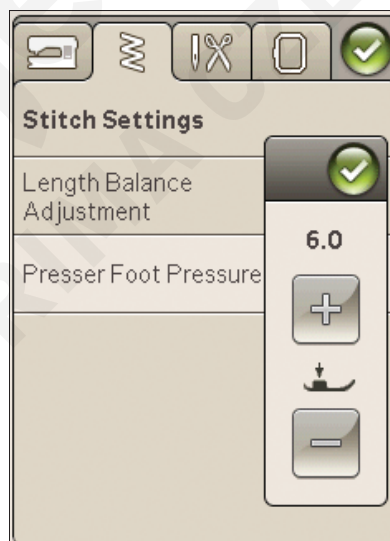 Stitch Settings
Length Balance
Adjustment
6.0
Presser Foot Pressure